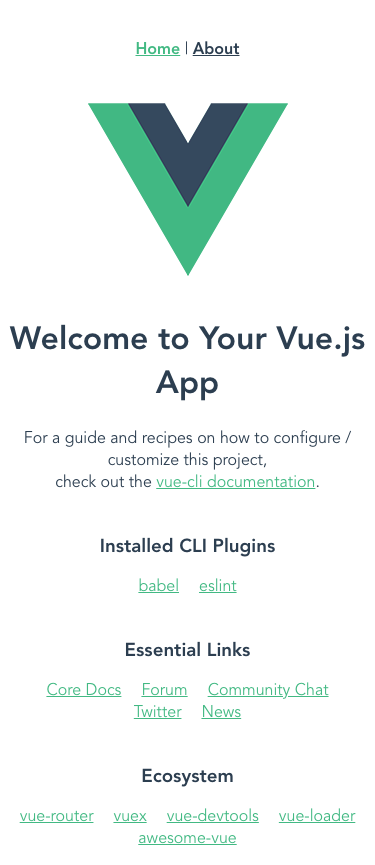 Home | About
Welcome to Your Vue.js
App
For a guide and recipes on how to configure /
customize this project,
check out the vue-cli documentation.
Installed CLI Plugins
babel eslint
Essential Links
Core Docs Forum Community Chat
Twitter News
Ecosystem
vue-router vuex vue-devtools vue-loader
awesome-vue